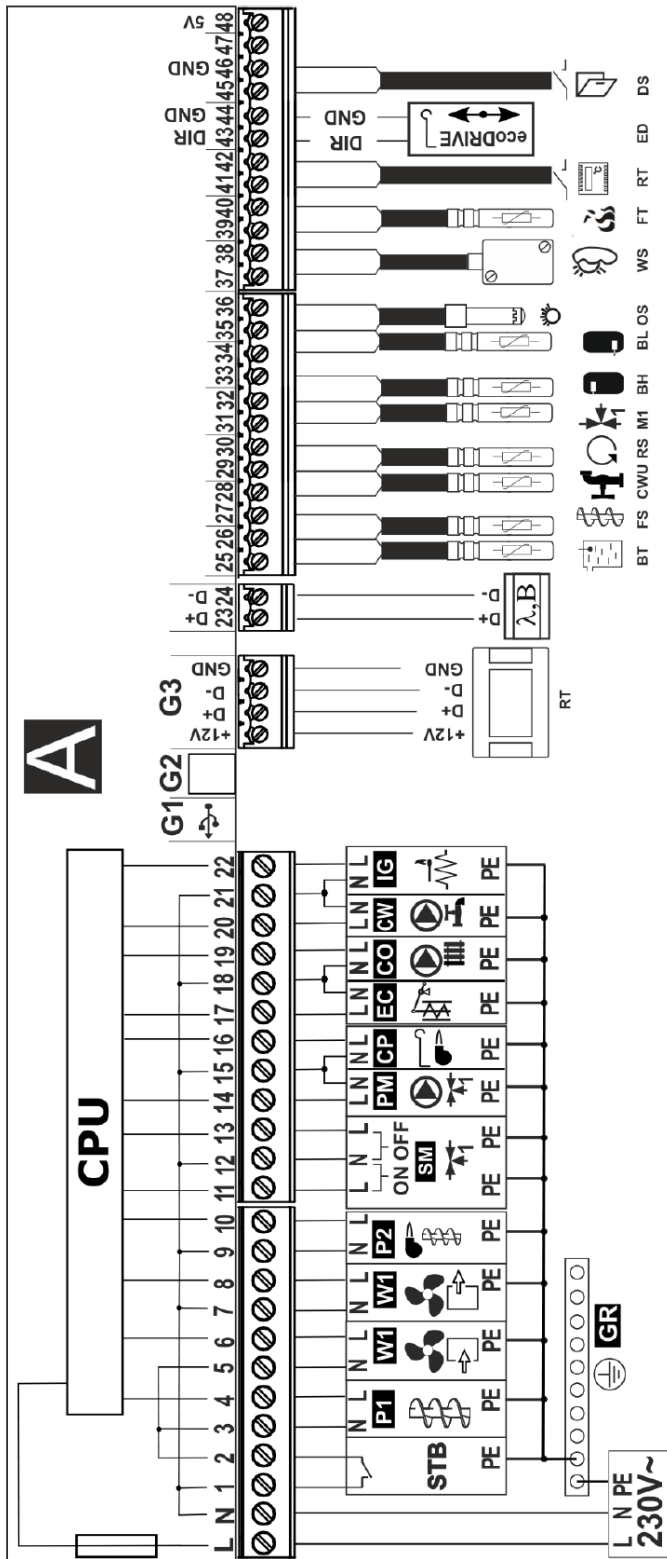 A
CPU
L N 1 2 3 4 5 6 7 8 9 10 11 12 13 14 15 16 17 18 19 20 21 22
G1 G2 G3
+12V D+ D- GND
D+ D-
23 24
25 26 27 28 29 30 31 32 33 34 35 36
37 38 39 40 41 42 43 44 45 46 47 48
DIR GND GND 5V
STB
N L
P1
N L
W1
N L
W1
N L
P2
L N L
ON OFF
SM
LN
PM
N L
CP
LN
EC
N L
CO
LN
CW
N L
IG
PE PE PE PE PE PE PE PE PE PE PE PE PE
GR
L N PE
230V~
+12V D+ D- GND
RT
D+ D-
λ,B
DIR GND
ecoDRIVE
°C
BT FS CWU RS M1 BH BL OS WS FT RT ED DS